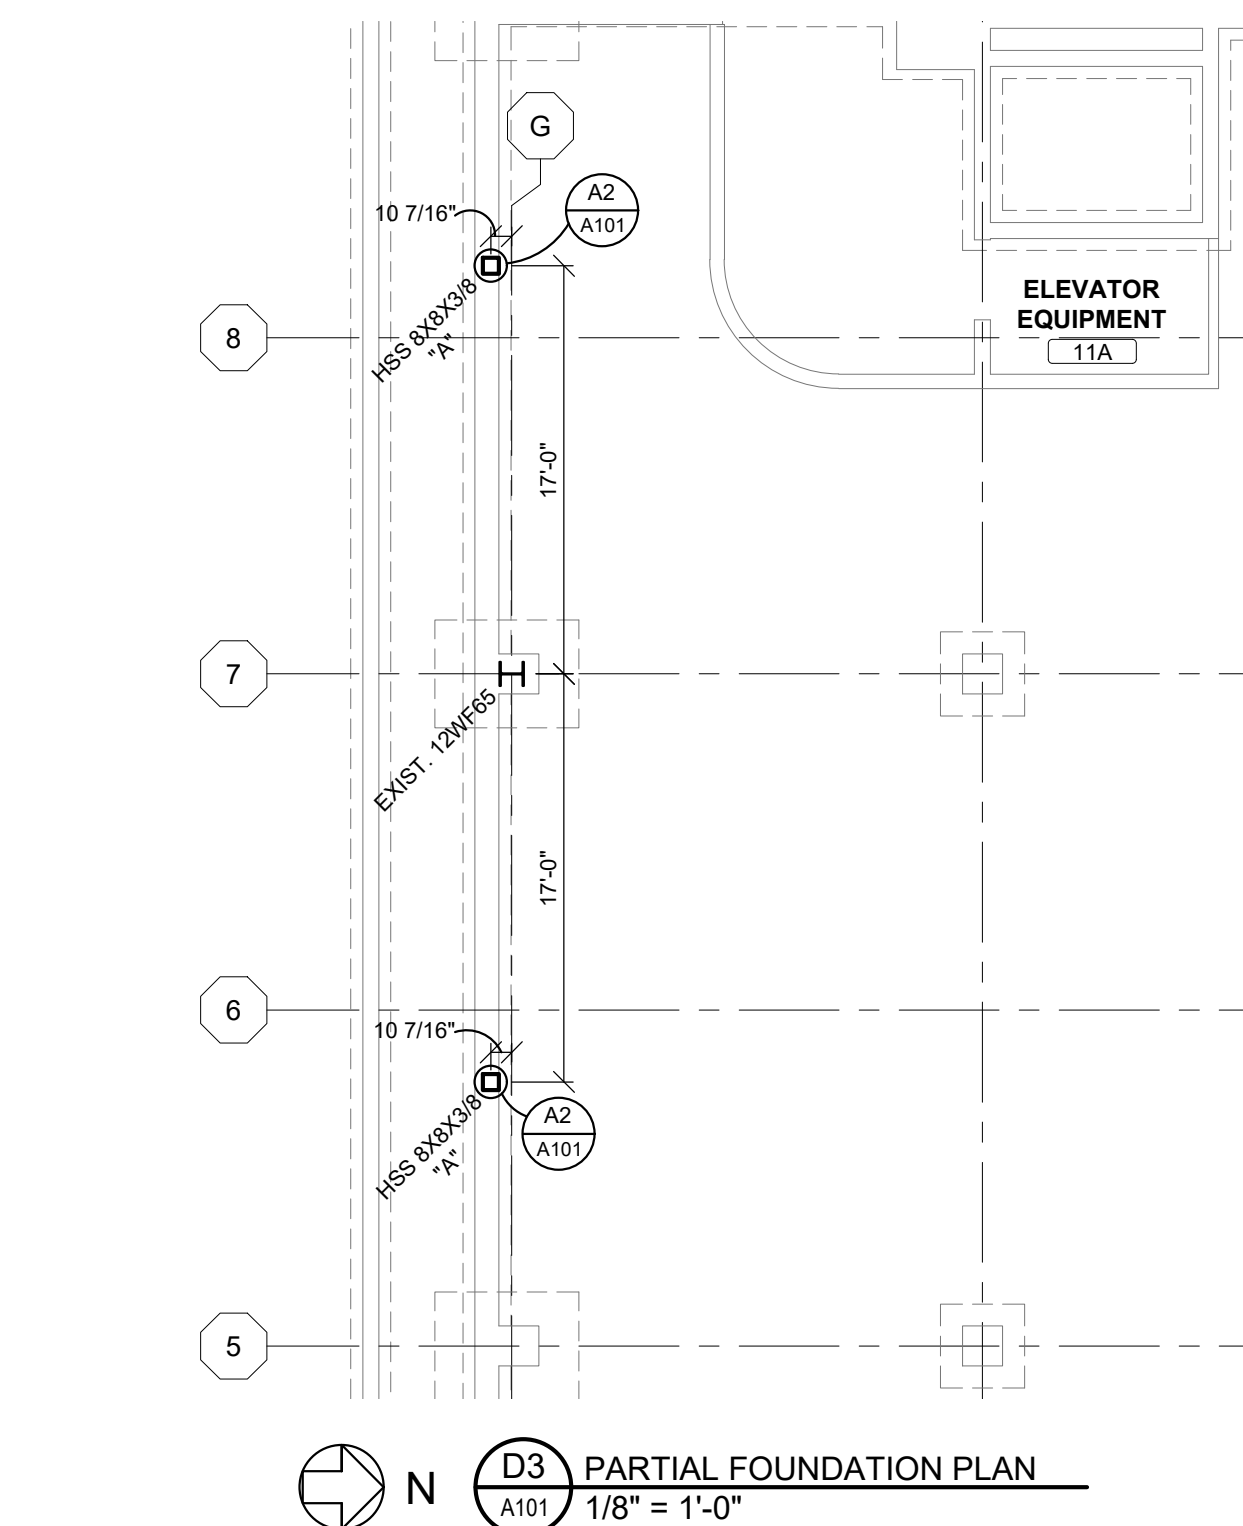 G
A2
A101
10 7/16"
HSS 8X8X3/8
"A"
ELEVATOR
EQUIPMENT
11A
8
17'-0"
7
EXIST. 12WF65
17'-0"
6
10 7/16"
A2
A101
HSS 8X8X3/8
"A"
5
N
D3
A101
PARTIAL FOUNDATION PLAN
1/8" = 1'-0"